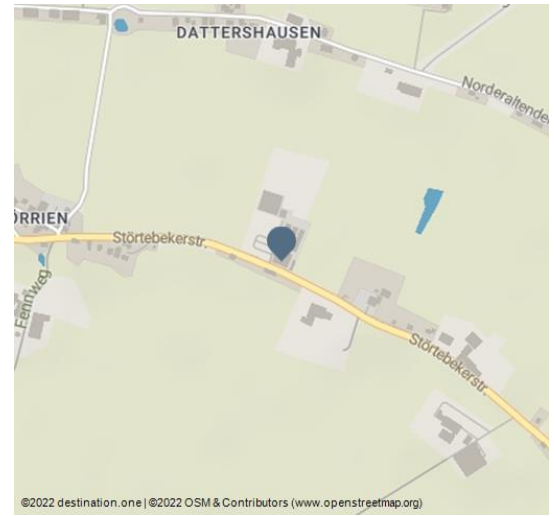 DATTERSHAUSEN
Norderaltende
ÖRRIEN
Störtebekerstr.
Fennweg
Störtebekerstr.
©2022 destination.one | ©2022 OSM & Contributors (www.openstreetmap.org)